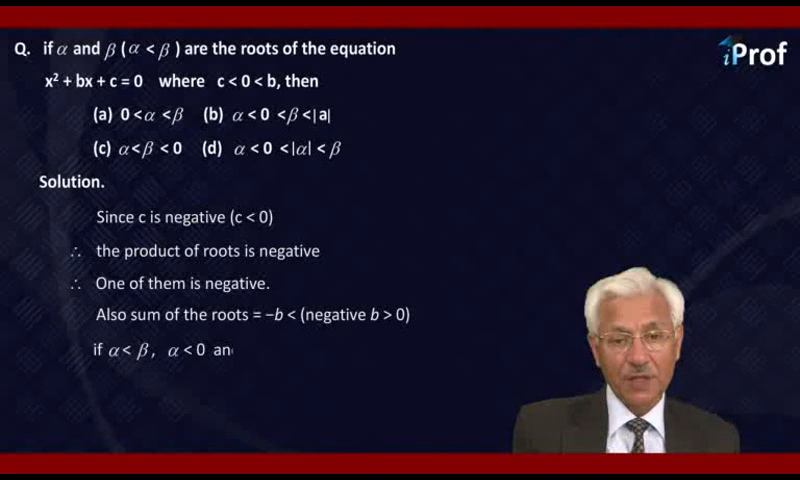 Q. if α and β ( α < β ) are the roots of the equation
iProf
x² + bx + c = 0 where c < 0 < b, then
(a) 0 < α < β (b) α < 0 < β < |a|
(c) α < β < 0 (d) α < 0 < |α| < β
Solution.
Since c is negative (c < 0)
∴ the product of roots is negative
∴ One of them is negative.
Also sum of the roots = −b < (negative b > 0)
if α < β, α < 0 an